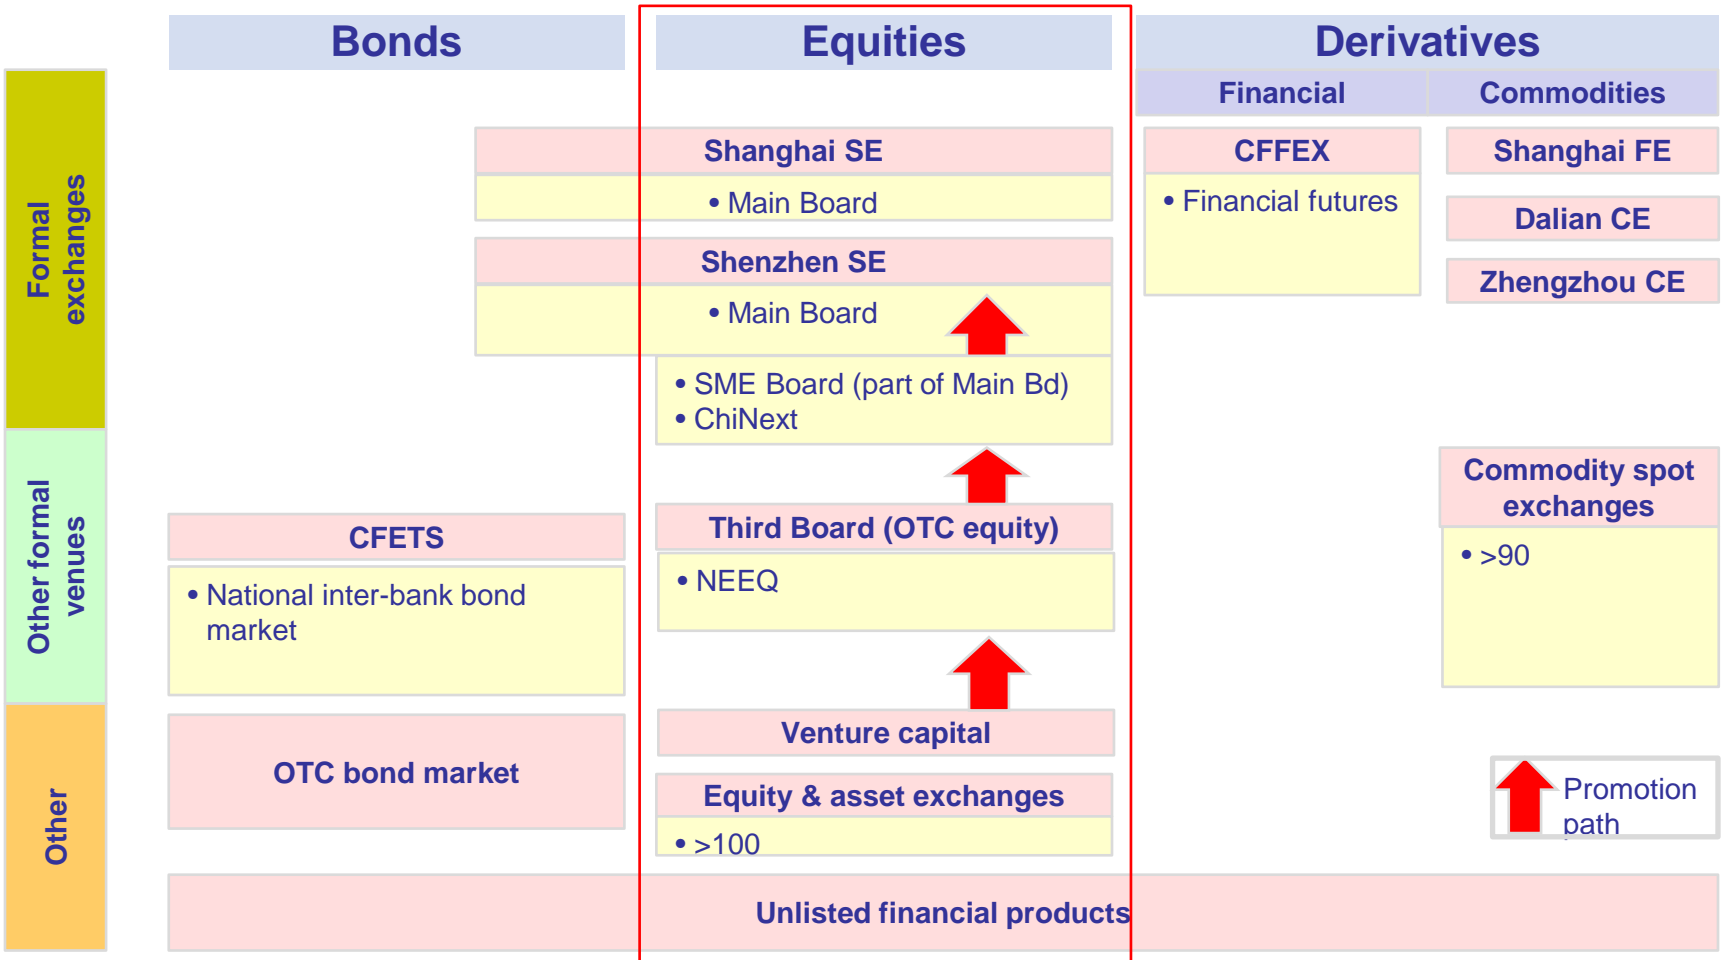 Bonds
Equities
Derivatives
Financial
Commodities
Formal
exchanges
Shanghai SE
• Main Board
Shenzhen SE
• Main Board
• SME Board (part of Main Bd)
• ChiNext
CFFEX
• Financial futures
Shanghai FE
Dalian CE
Zhengzhou CE
Other formal
venues
CFETS
• National inter-bank bond
market
Third Board (OTC equity)
• NEEQ
Commodity spot
exchanges
• >90
Other
OTC bond market
Venture capital
Equity & asset exchanges
• >100
Promotion
path
Unlisted financial products